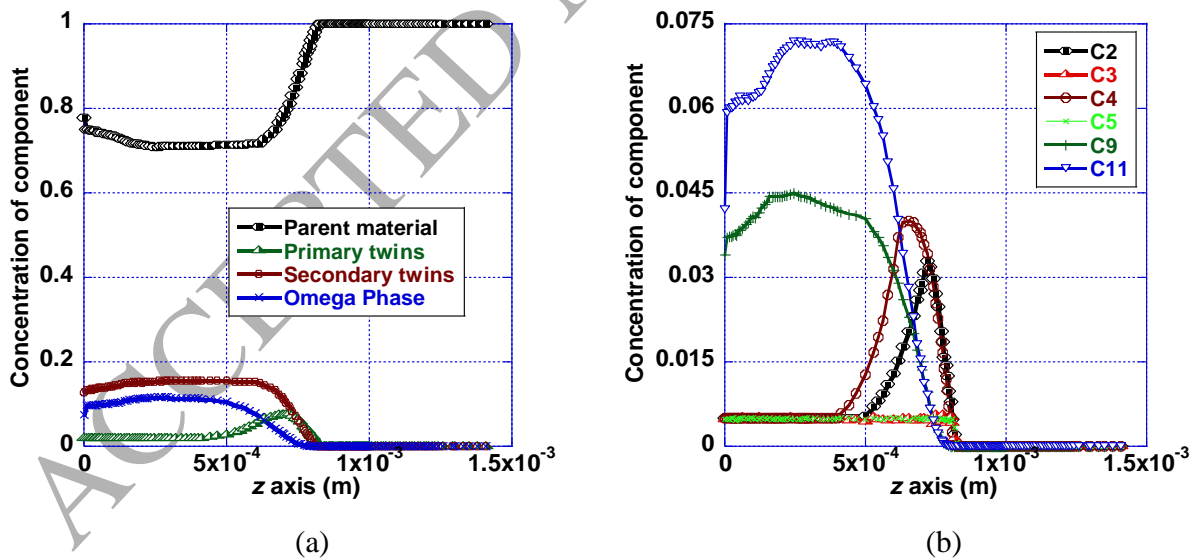 ACCEPTED
Concentration of component
1
0.8
0.6
0.4
0.2
0
Parent material
Primary twins
Secondary twins
Omega Phase
0 5x10⁻⁴ 1x10⁻³ 1.5x10⁻³
z axis (m)
(a)
Concentration of component
0.075
0.06
0.045
0.03
0.015
0
C2
C3
C4
C5
C9
C11
0 5x10⁻⁴ 1x10⁻³ 1.5x10⁻³
z axis (m)
(b)